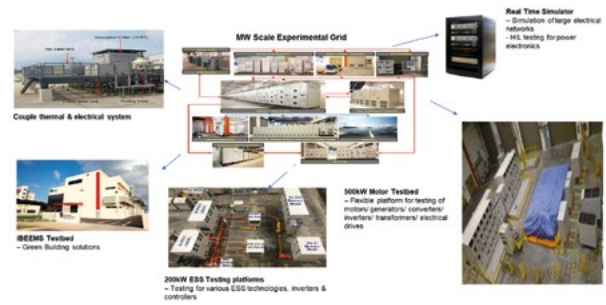 MW Scale Experimental Grid
Real Time Simulator
– Simulation of large electrical
networks
- HIL testing for power
electronics
Couple thermal & electrical system
iBEEMS Testbed
– Green Building solutions
500kW Motor Testbed
– Flexible platform for testing of
motors/ generators/ converters/
inverters/ transformers/ electrical
drives
200kW ESS Testing platforms
– Testing for various ESS technologies, inverters &
controllers